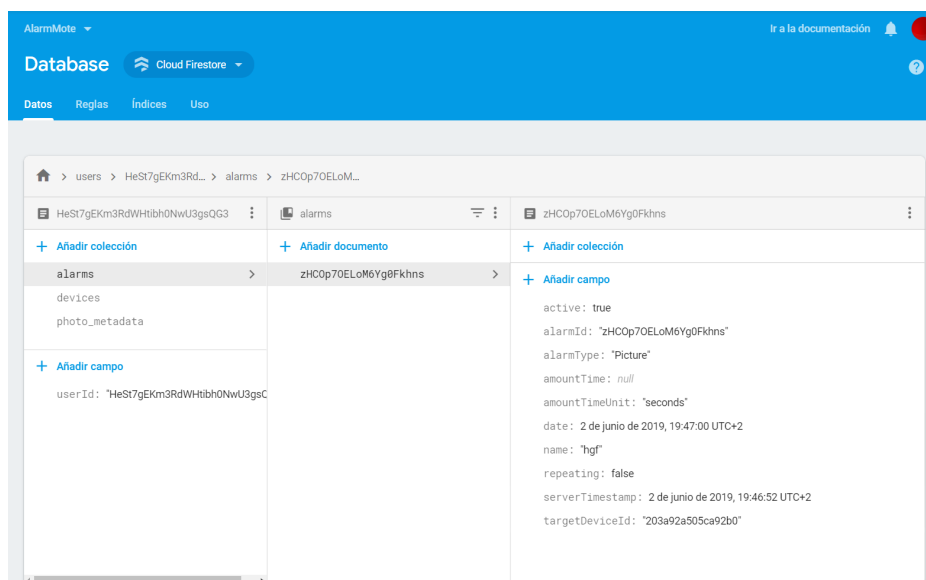 AlarmMote
Ir a la documentación
Database
Cloud Firestore
Datos
Reglas
Índices
Uso
users > HeSt7gEKm3Rd… > alarms > zHCOp7OELoM…
HeSt7gEKm3RdWHtibh0NwU3gsQG3
alarms
zHCOp7OELoM6Yg0Fkhns
Añadir colección
Añadir documento
Añadir colección
alarms
zHCOp7OELoM6Yg0Fkhns
Añadir campo
devices
photo_metadata
Añadir campo
userId: "HeSt7gEKm3RdWHtibh0NwU3gsQ
active: true
alarmId: "zHCOp7OELoM6Yg0Fkhns"
alarmType: "Picture"
amountTime: null
amountTimeUnit: "seconds"
date: 2 de junio de 2019, 19:47:00 UTC+2
name: "hgf"
repeating: false
serverTimestamp: 2 de junio de 2019, 19:46:52 UTC+2
targetDeviceId: "203a92a505ca92b0"